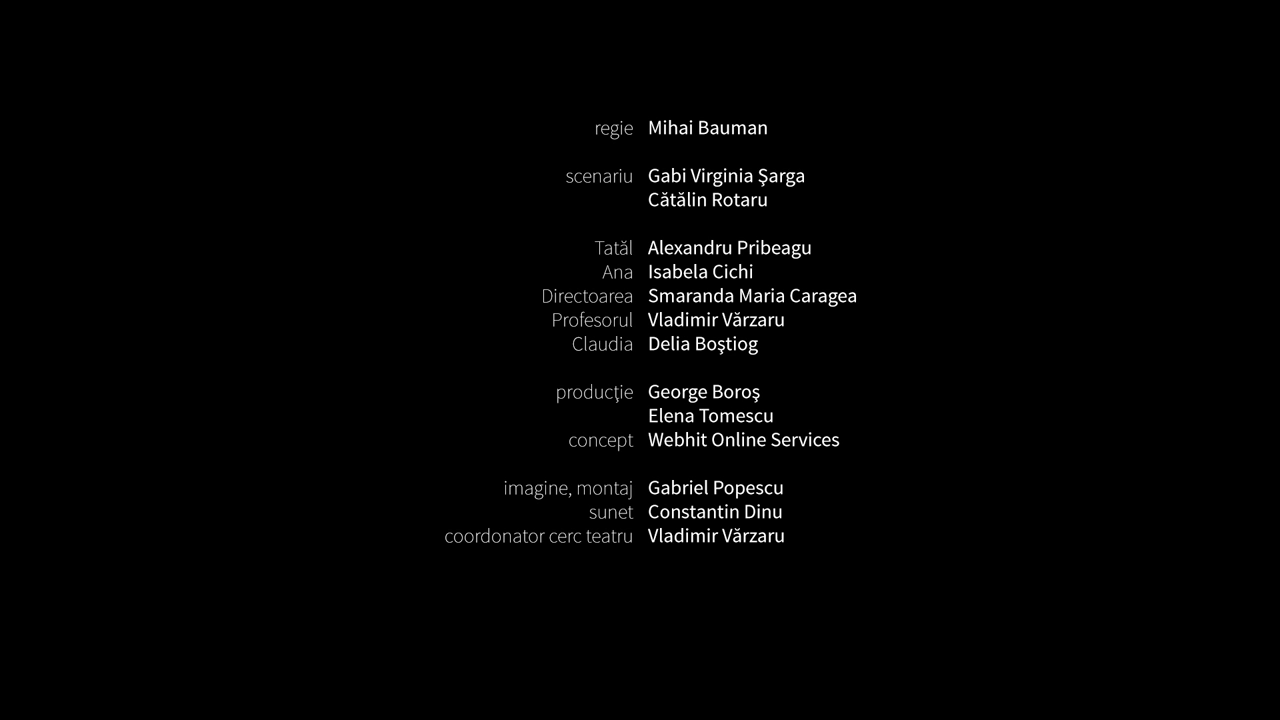 regie Mihai Bauman
scenariu Gabi Virginia Şarga
Cătălin Rotaru
Tatăl Alexandru Pribeagu
Ana Isabela Cichi
Directoarea Smaranda Maria Caragea
Profesorul Vladimir Vărzaru
Claudia Delia Boştiog
producţie George Boroş
Elena Tomescu
concept Webhit Online Services
imagine, montaj Gabriel Popescu
sunet Constantin Dinu
coordonator cerc teatru Vladimir Vărzaru